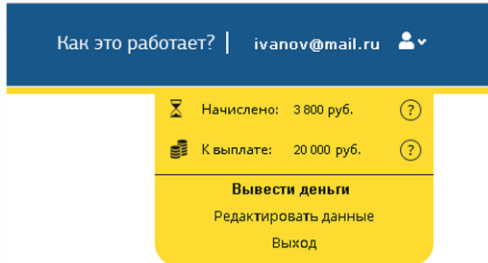 Как это работает? | ivanov@mail.ru
Начислено: 3 800 руб. ?
К выплате: 20 000 руб. ?
Вывести деньги
Редактировать данные
Выход